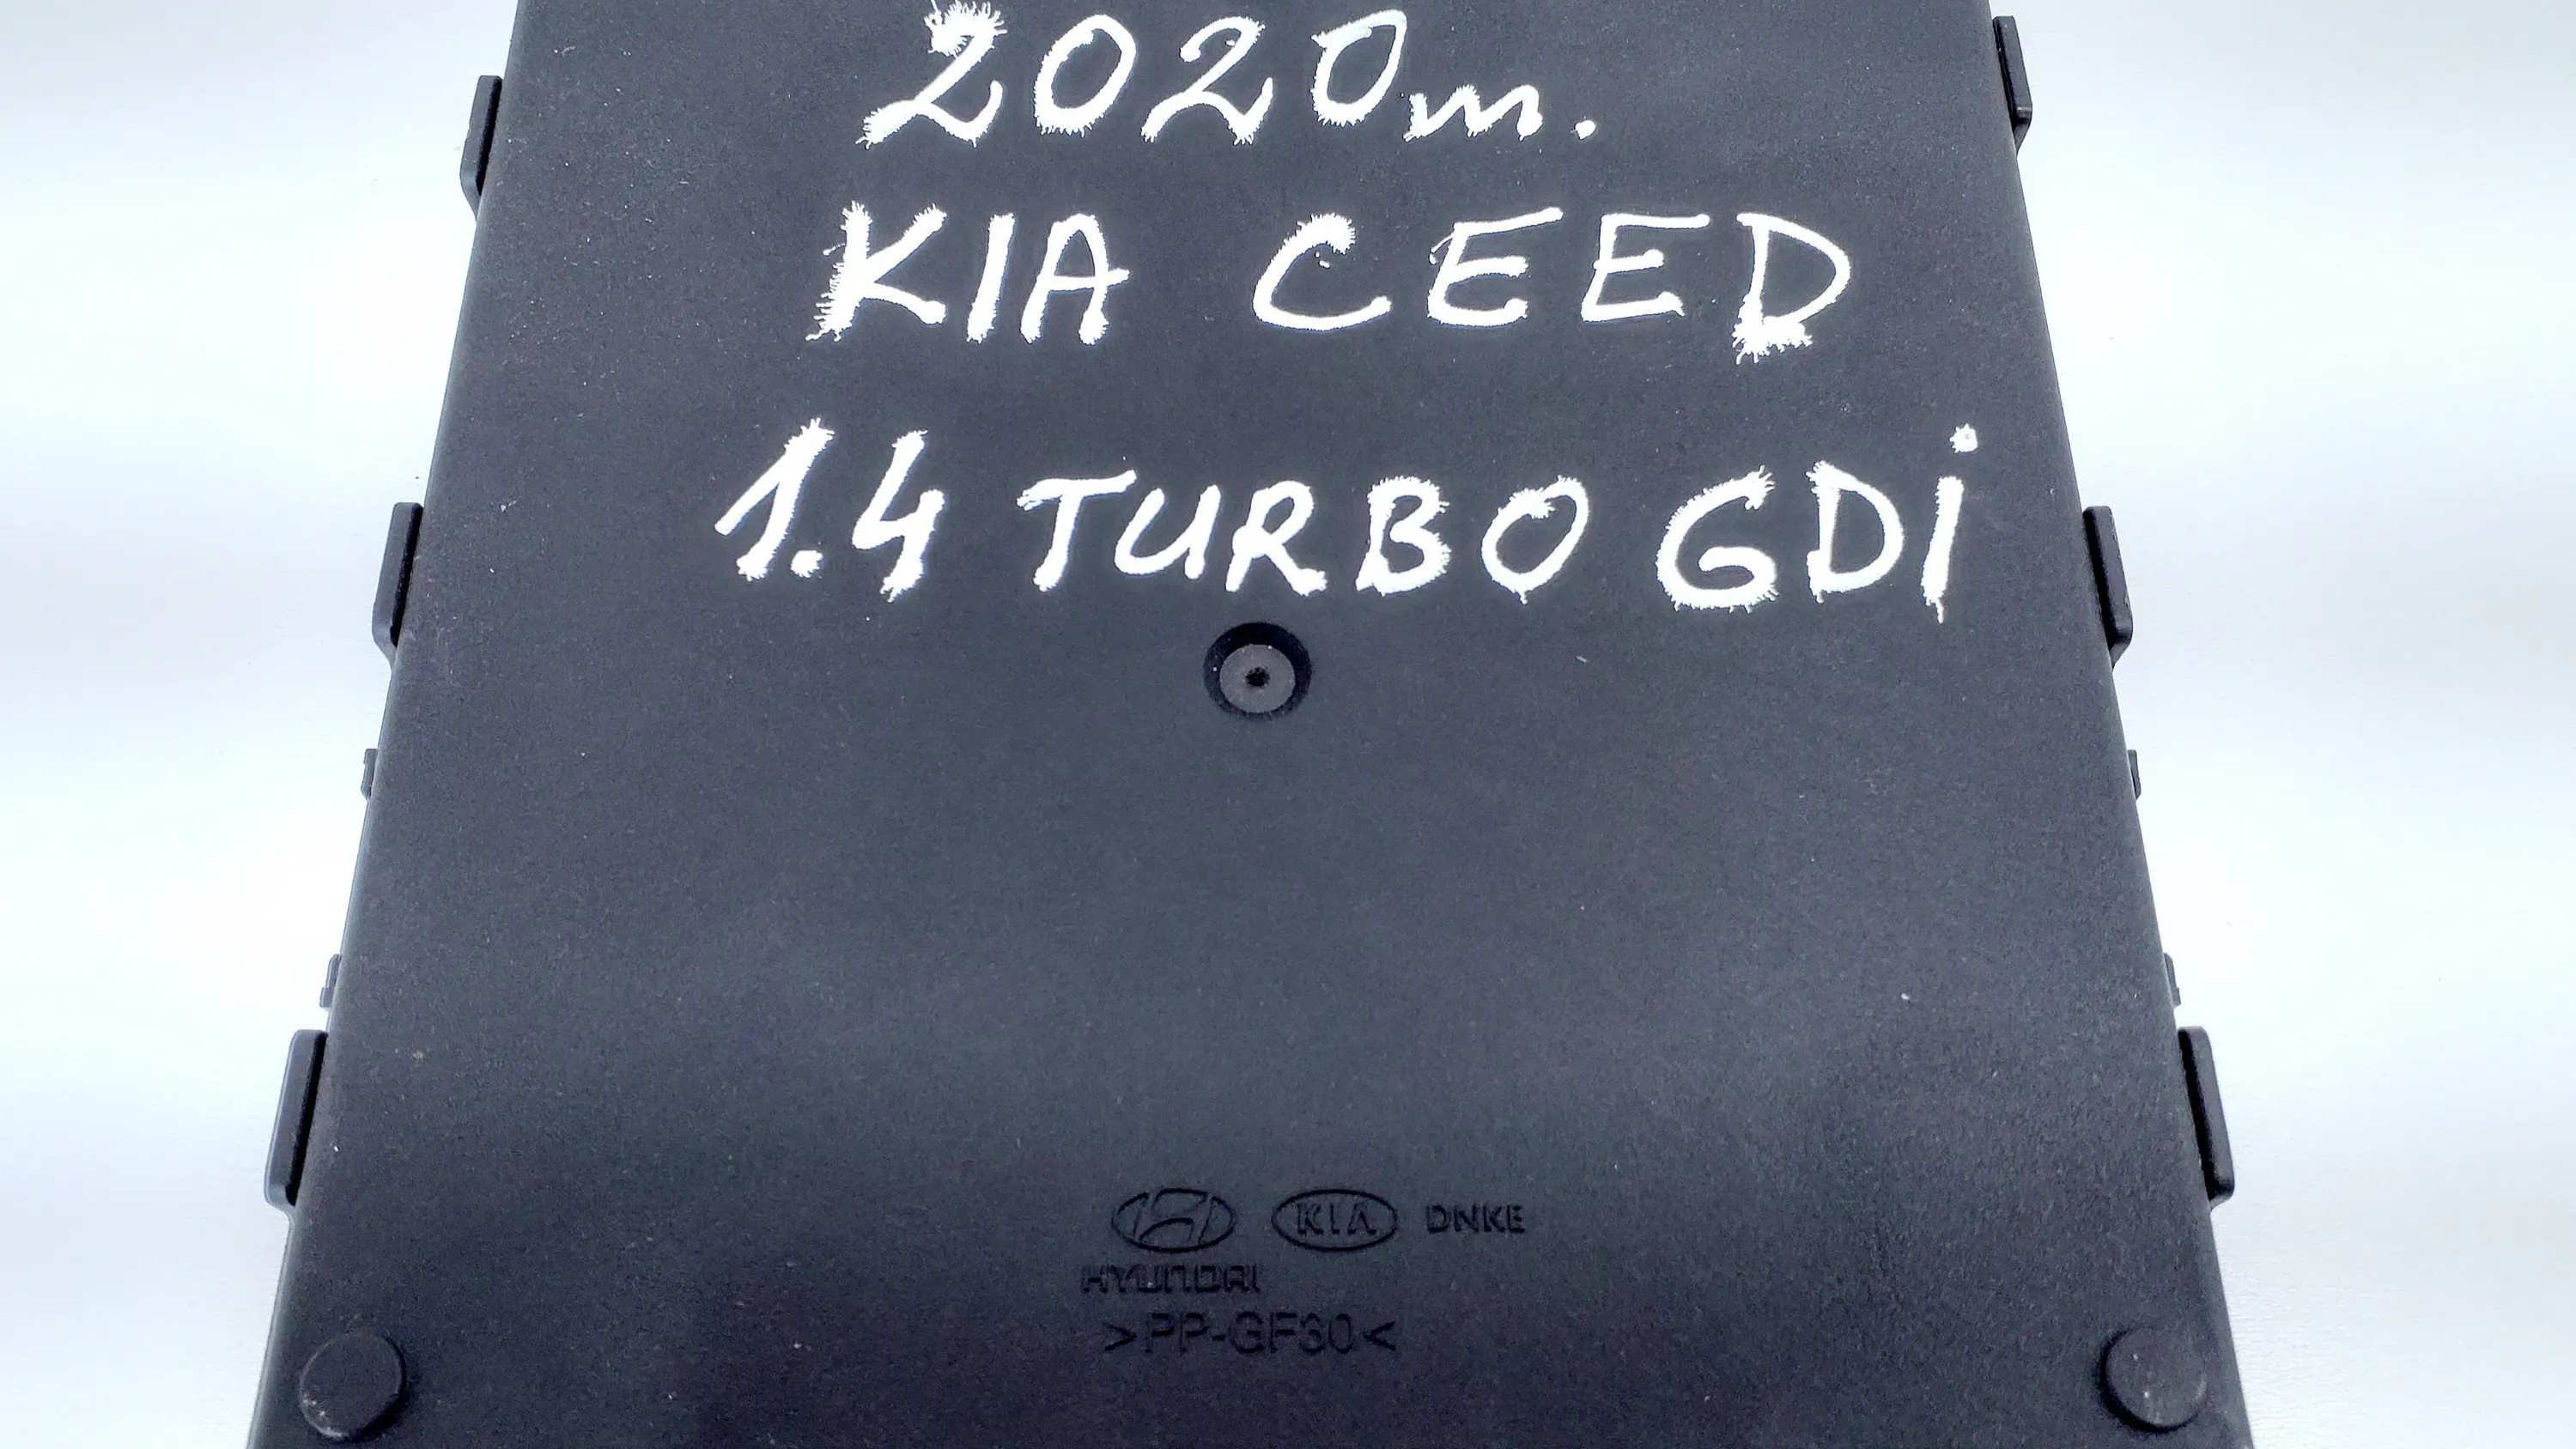 2020m.
KIA CEED
1.4 TURBO GDi
KIA DNKE
HYUNDAI
>PP-GF30<